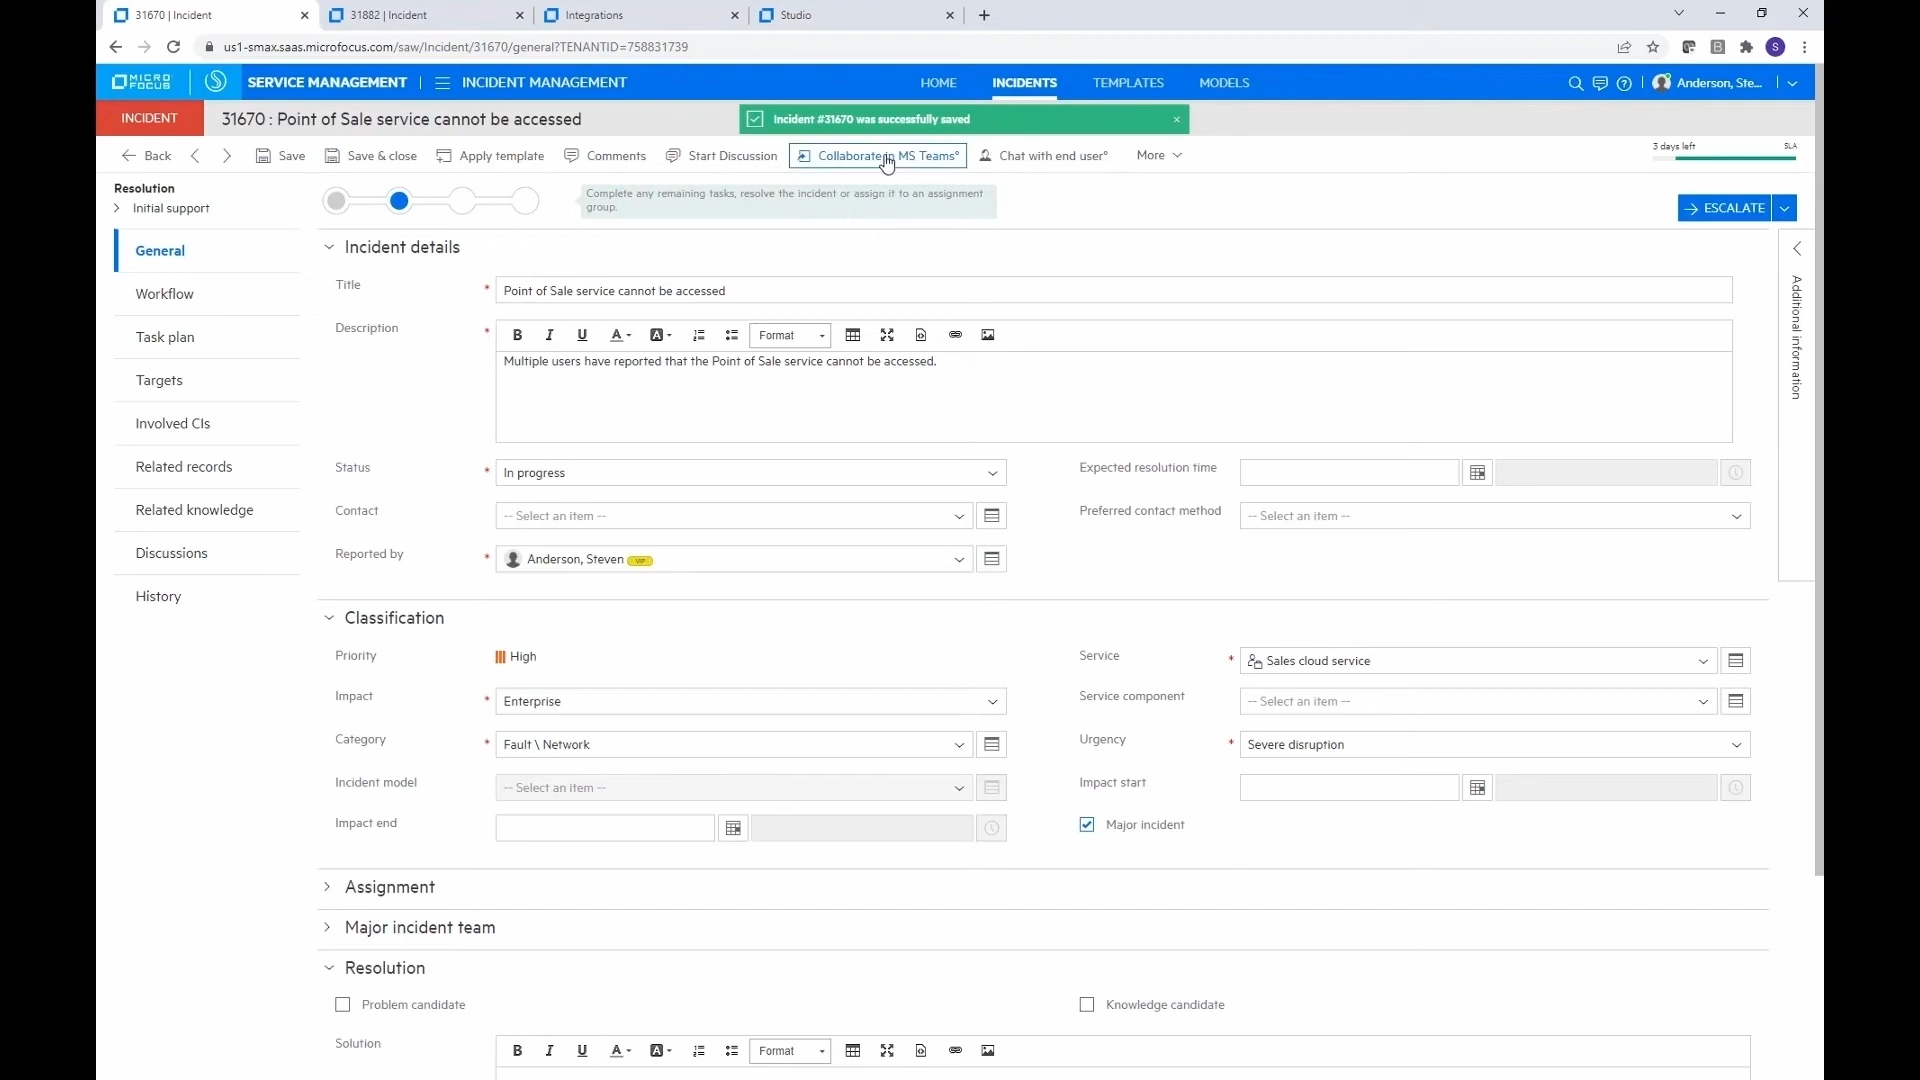 31670 | Incident
31882 | Incident
Integrations
Studio
us1-smax.saas.microfocus.com/saw/Incident/31670/general?TENANTID=758831739
S
MICRO FOCUS
SERVICE MANAGEMENT
INCIDENT MANAGEMENT
HOME
INCIDENTS
TEMPLATES
MODELS
Anderson, Ste...
INCIDENT
31670 : Point of Sale service cannot be accessed
Incident #31670 was successfully saved
Back
Save
Save & close
Apply template
Comments
Start Discussion
Collaborate in MS Teams°
Chat with end user°
More
3 days left
SLA
Resolution
Initial support
Complete any remaining tasks, resolve the incident or assign it to an assignment
group.
ESCALATE
General
Workflow
Task plan
Targets
Involved CIs
Related records
Related knowledge
Discussions
History
Incident details
Title * Point of Sale service cannot be accessed
Description * B I U A A Format
Multiple users have reported that the Point of Sale service cannot be accessed.
Status * In progress
Expected resolution time
Contact -- Select an item --
Preferred contact method -- Select an item --
Reported by * Anderson, Steven VIP
Additional information
Classification
Priority High
Service * Sales cloud service
Impact * Enterprise
Service component -- Select an item --
Category * Fault \ Network
Urgency * Severe disruption
Incident model -- Select an item --
Impact start
Impact end
Major incident
Assignment
Major incident team
Resolution
Problem candidate
Knowledge candidate
Solution B I U A A Format